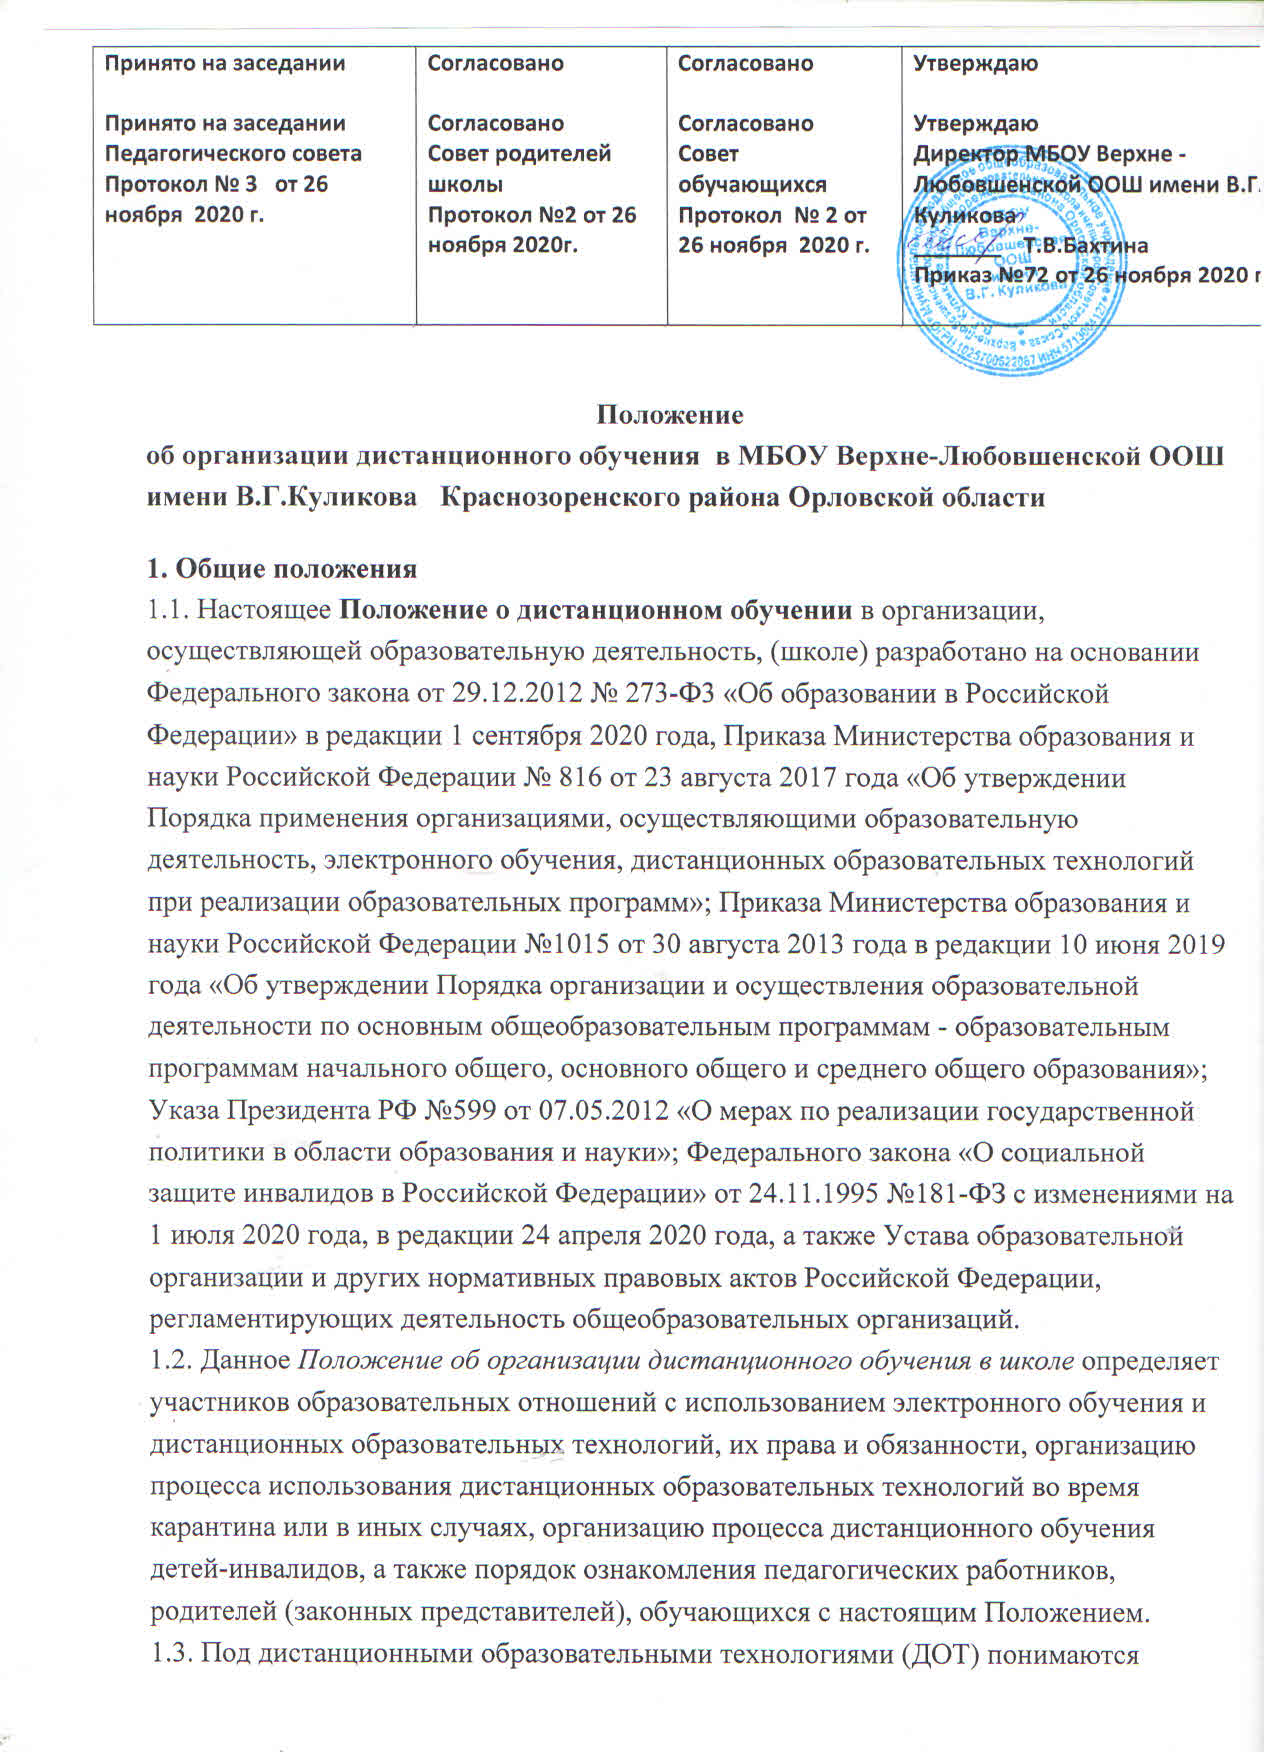 Принято на заседании
Принято на заседании
Педагогического совета
Протокол № 3 от 26
ноября 2020 г.
Согласовано
Согласовано
Совет родителей
школы
Протокол №2 от 26
ноября 2020г.
Согласовано
Согласовано
Совет
обучающихся
Протокол № 2 от
26 ноября 2020 г.
Утверждаю
Утверждаю
Директор МБОУ Верхне -
Любовшенской ООШ имени В.Г.
Куликова
_______ Т.В.Бахтина
Приказ №72 от 26 ноября 2020 г
Верхне-
Любовшенская
ООШ
В.Г. Куликова
Положение
об организации дистанционного обучения в МБОУ Верхне-Любовшенской ООШ
имени В.Г.Куликова Краснозоренского района Орловской области
1. Общие положения
1.1. Настоящее Положение о дистанционном обучении в организации,
осуществляющей образовательную деятельность, (школе) разработано на основании
Федерального закона от 29.12.2012 № 273-ФЗ «Об образовании в Российской
Федерации» в редакции 1 сентября 2020 года, Приказа Министерства образования и
науки Российской Федерации № 816 от 23 августа 2017 года «Об утверждении
Порядка применения организациями, осуществляющими образовательную
деятельность, электронного обучения, дистанционных образовательных технологий
при реализации образовательных программ»; Приказа Министерства образования и
науки Российской Федерации №1015 от 30 августа 2013 года в редакции 10 июня 2019
года «Об утверждении Порядка организации и осуществления образовательной
деятельности по основным общеобразовательным программам - образовательным
программам начального общего, основного общего и среднего общего образования»;
Указа Президента РФ №599 от 07.05.2012 «О мерах по реализации государственной
политики в области образования и науки»; Федерального закона «О социальной
защите инвалидов в Российской Федерации» от 24.11.1995 №181-ФЗ с изменениями на
1 июля 2020 года, в редакции 24 апреля 2020 года, а также Устава образовательной
организации и других нормативных правовых актов Российской Федерации,
регламентирующих деятельность общеобразовательных организаций.
1.2. Данное Положение об организации дистанционного обучения в школе определяет
участников образовательных отношений с использованием электронного обучения и
дистанционных образовательных технологий, их права и обязанности, организацию
процесса использования дистанционных образовательных технологий во время
карантина или в иных случаях, организацию процесса дистанционного обучения
детей-инвалидов, а также порядок ознакомления педагогических работников,
родителей (законных представителей), обучающихся с настоящим Положением.
1.3. Под дистанционными образовательными технологиями (ДОТ) понимаются